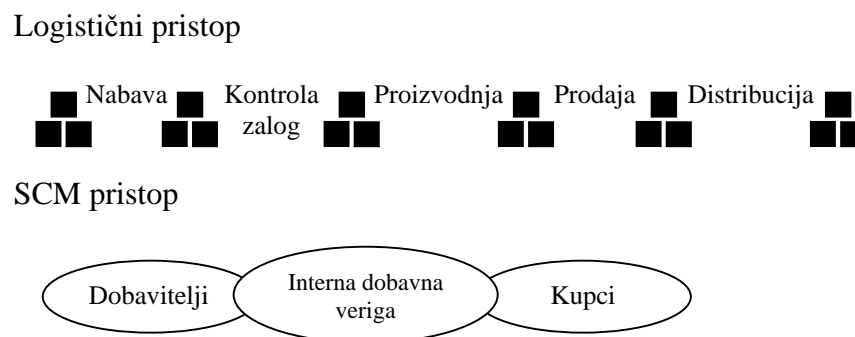 Logistični pristop
Nabava Kontrola Proizvodnja Prodaja Distribucija
zalog
SCM pristop
Dobavitelji Interna dobavna Kupci
veriga